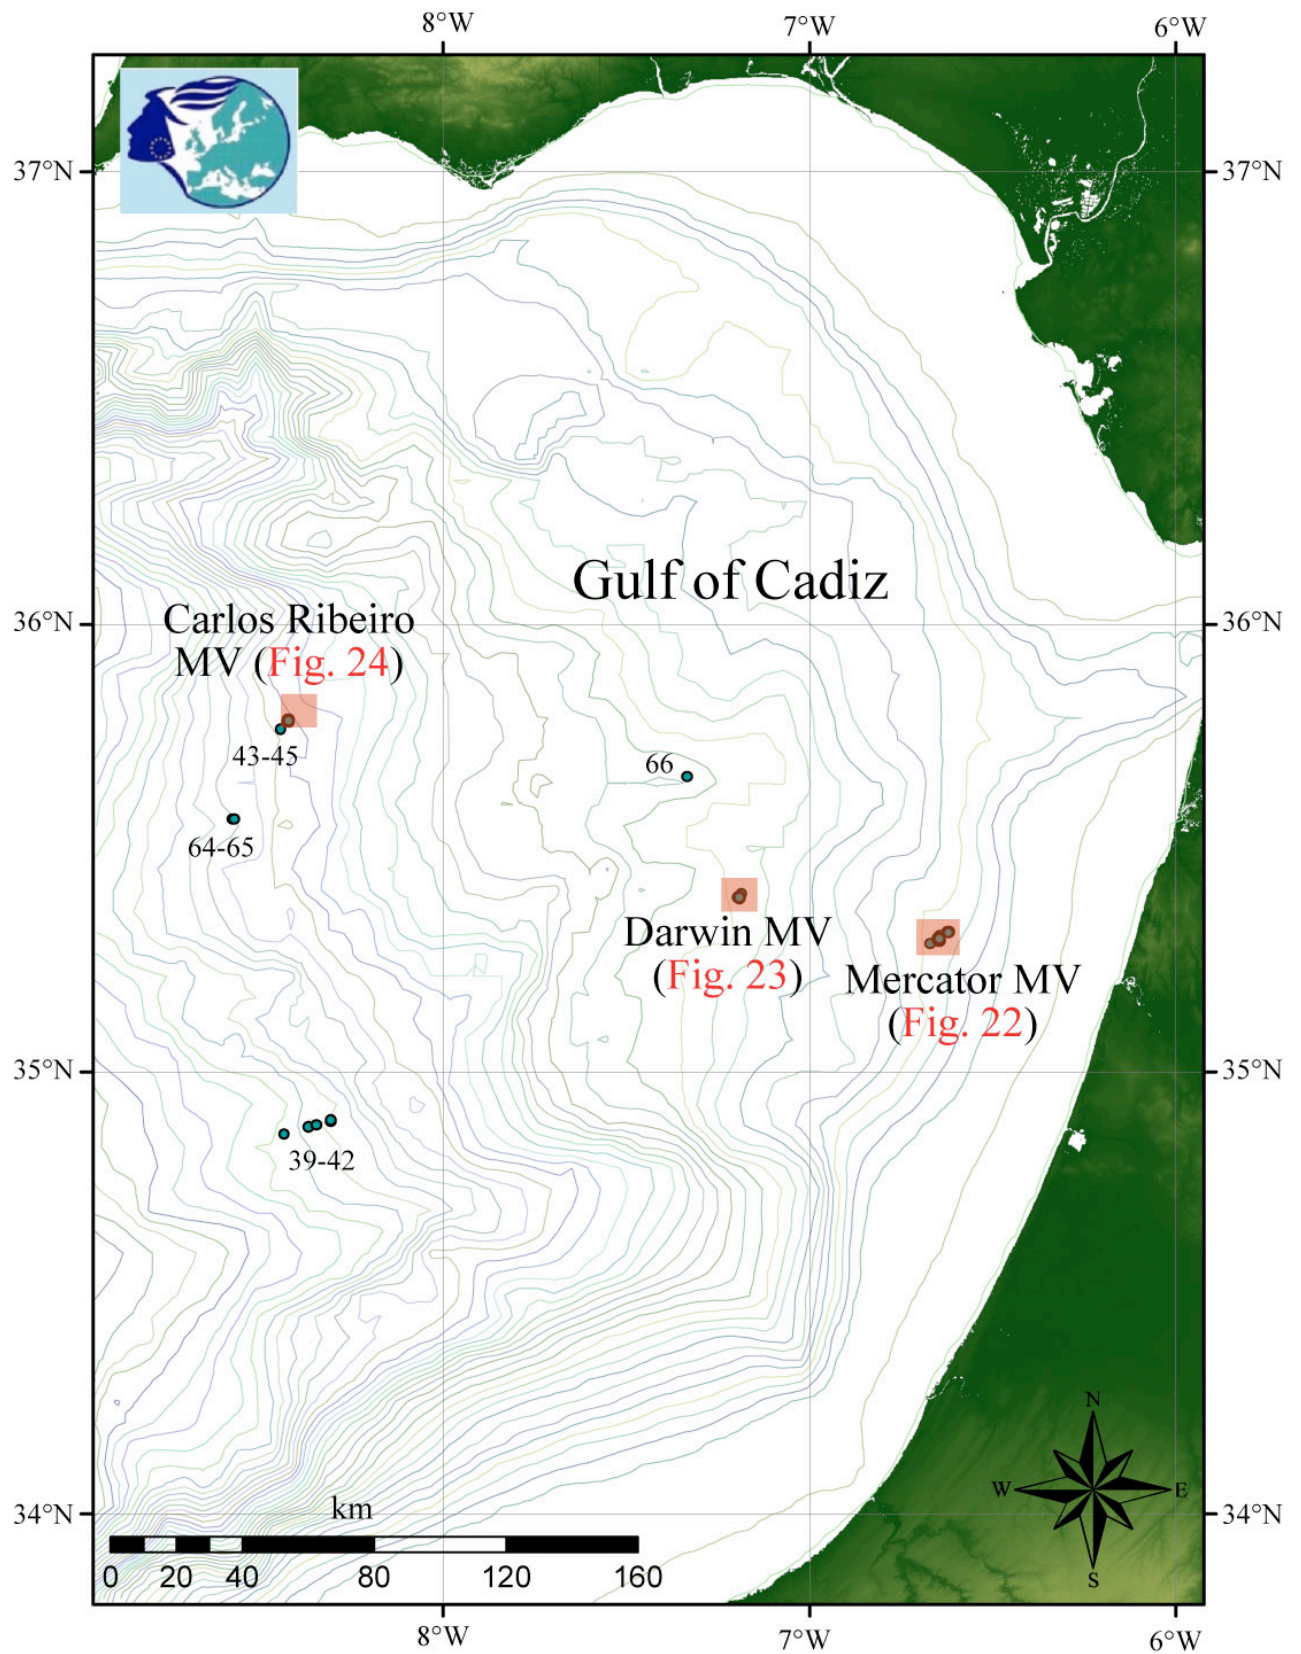 8°W
7°W
6°W
37°N
37°N
Gulf of Cadiz
36°N
36°N
Carlos Ribeiro
MV (Fig. 24)
43-45
66
64-65
Darwin MV
(Fig. 23)
Mercator MV
(Fig. 22)
35°N
35°N
39-42
N
W
E
S
km
34°N
34°N
0
20
40
80
120
160
8°W
7°W
6°W